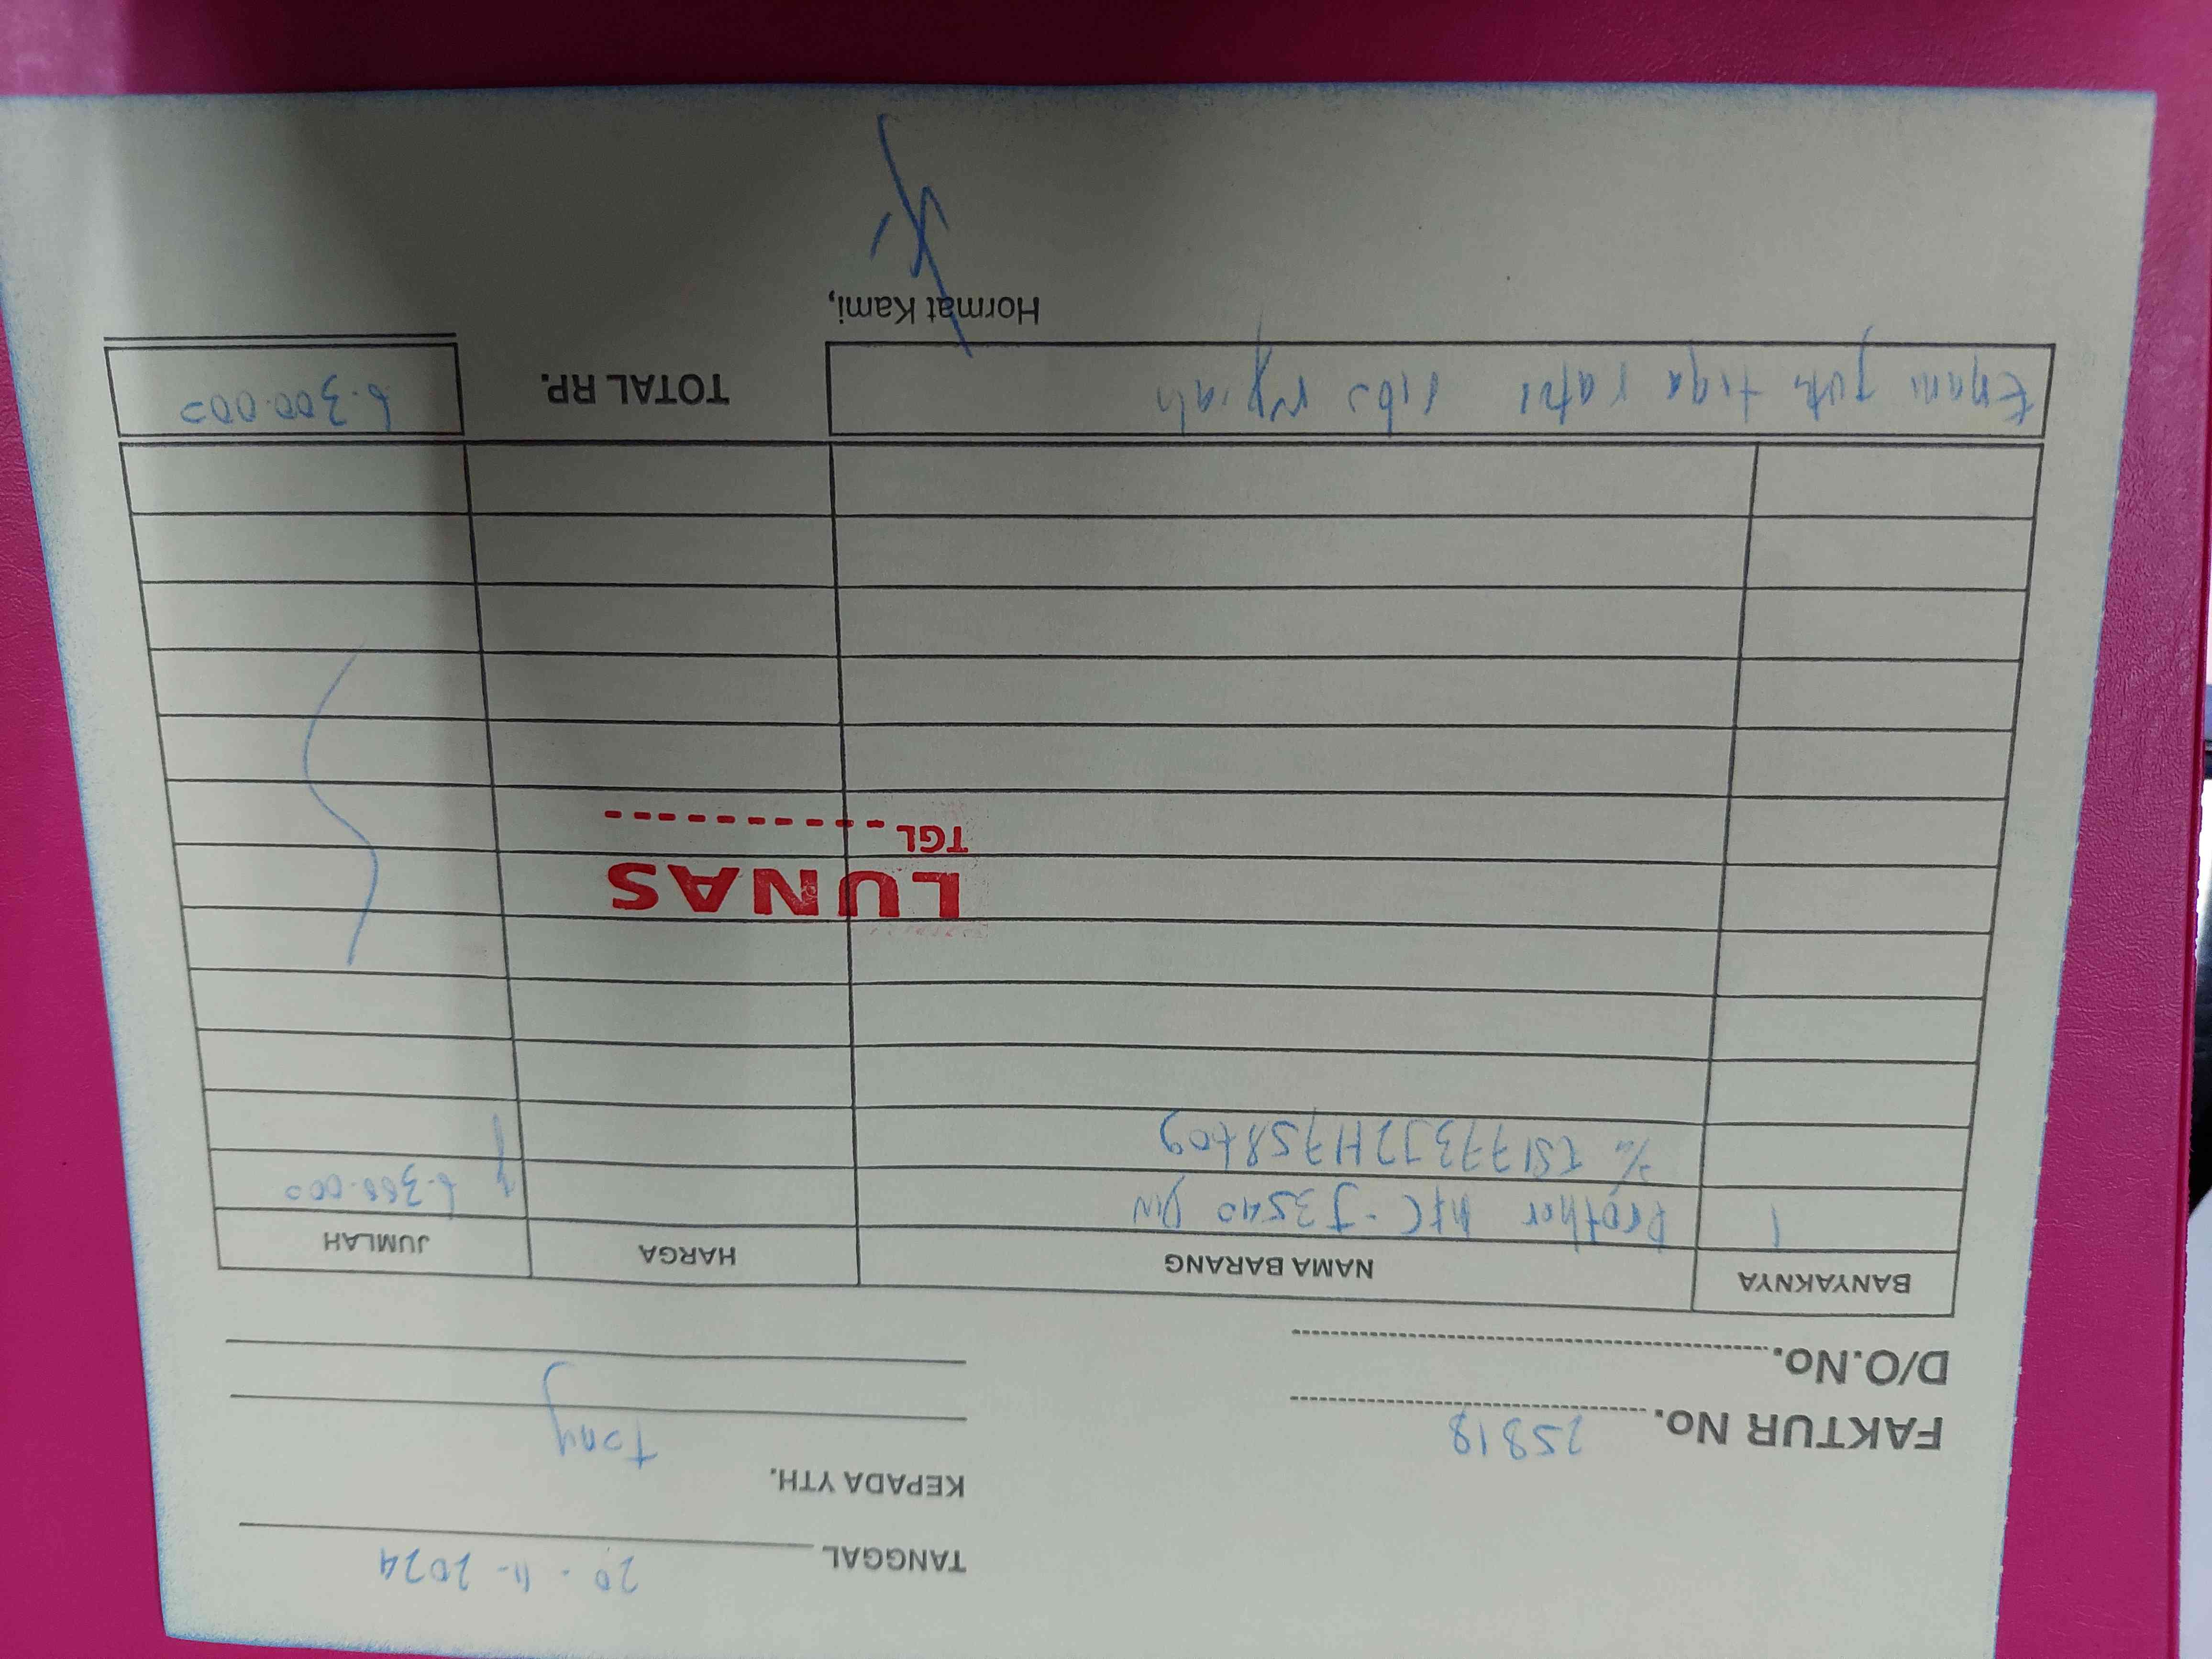 TANGGAL 20-11-2024
KEPADA YTH.
Tony
FAKTUR No. 25818
D/O.No.
BANYAKNYA NAMA BARANG HARGA JUMLAH
1 Brother MFC-J3540 DW 6.300.000
LUNAS
TGL
Enam juta tiga ratus ribu rupiah TOTAL RP. 6.300.000
Hormat Kami,